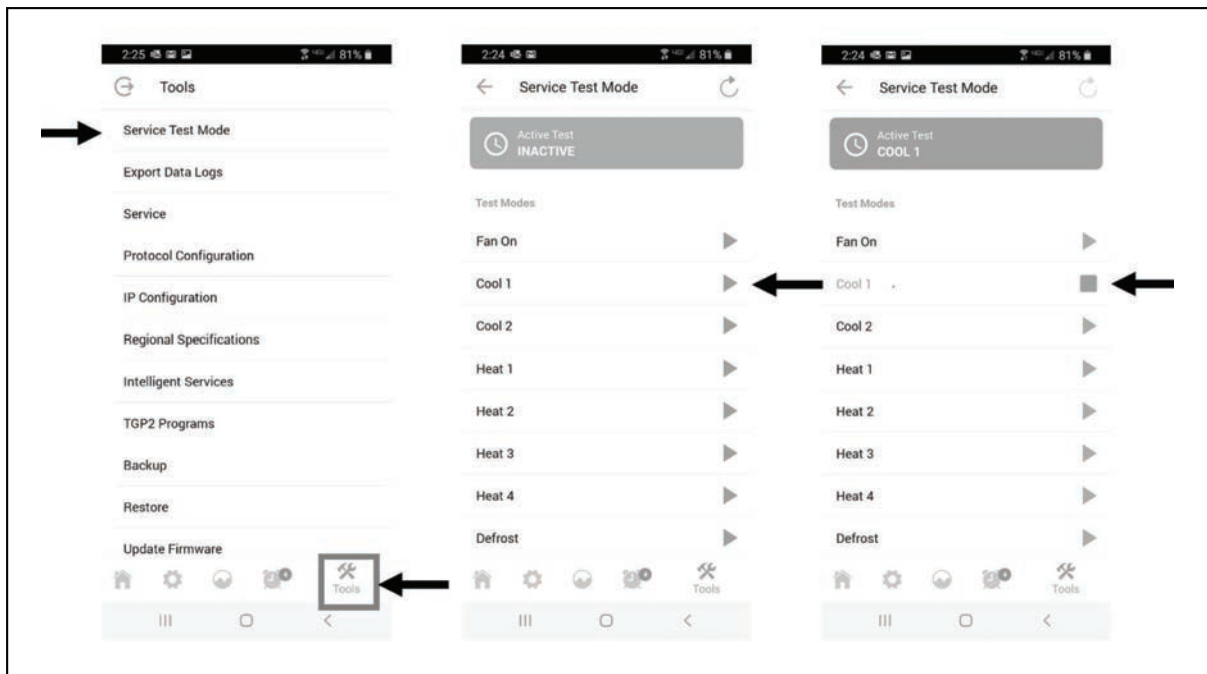 2:25 81%
Tools
Service Test Mode
Export Data Logs
Service
Protocol Configuration
IP Configuration
Regional Specifications
Intelligent Services
TGP2 Programs
Backup
Restore
Update Firmware
Tools
2:24 81%
Service Test Mode
Active Test
INACTIVE
Test Modes
Fan On
Cool 1
Cool 2
Heat 1
Heat 2
Heat 3
Heat 4
Defrost
Tools
2:24 81%
Service Test Mode
Active Test
COOL 1
Test Modes
Fan On
Cool 1
Cool 2
Heat 1
Heat 2
Heat 3
Heat 4
Defrost
Tools